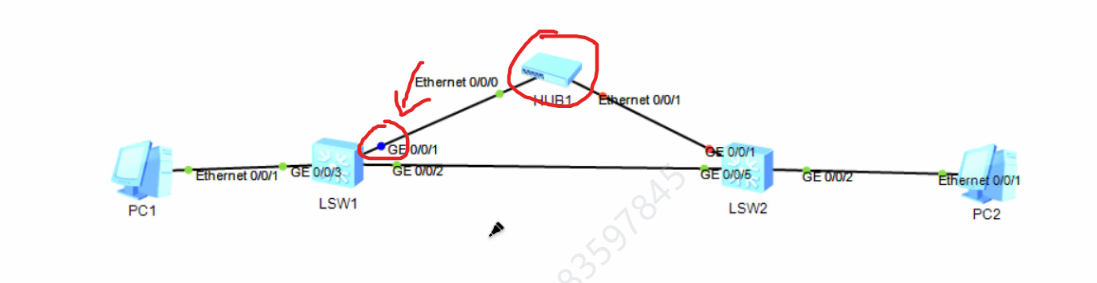 Ethernet 0/0/0
HUB1
Ethernet 0/0/1
GE 0/0/1
GE 0/0/1
Ethernet 0/0/1
GE 0/0/3
GE 0/0/2
GE 0/0/5
GE 0/0/2
Ethernet 0/0/1
PC1
LSW1
LSW2
PC2
83597845